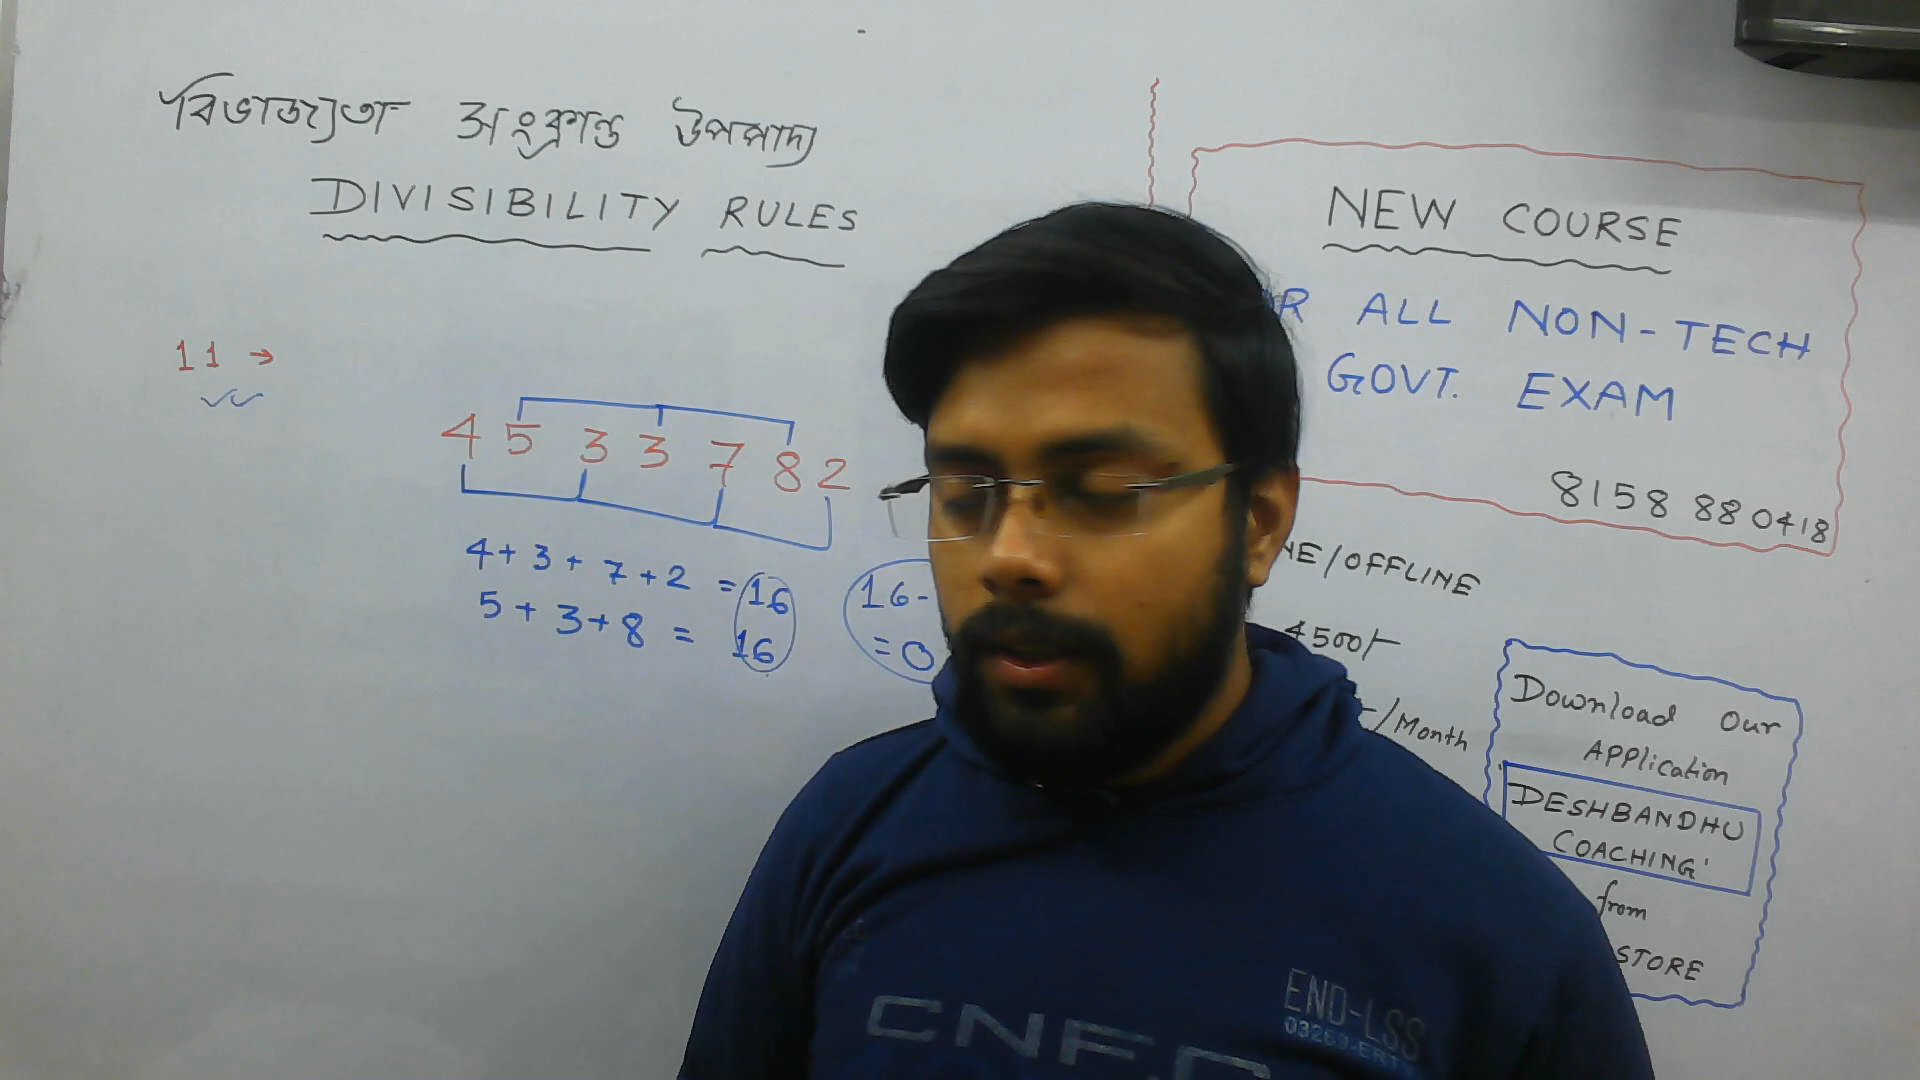 বিভাজ্যতা সংক্রান্ত উপপাদ্য
DIVISIBILITY RULES
11 →
4 5 3 3 7 8 2
4 + 3 + 7 + 2 = 16
5 + 3 + 8 = 16
16-
= 0
NEW COURSE
R ALL NON-TECH
GOVT. EXAM
8158 880418
NE/OFFLINE
4500/-
-/Month
Download Our
Application
DESHBANDHU
COACHING'
from
STORE
END-LSS